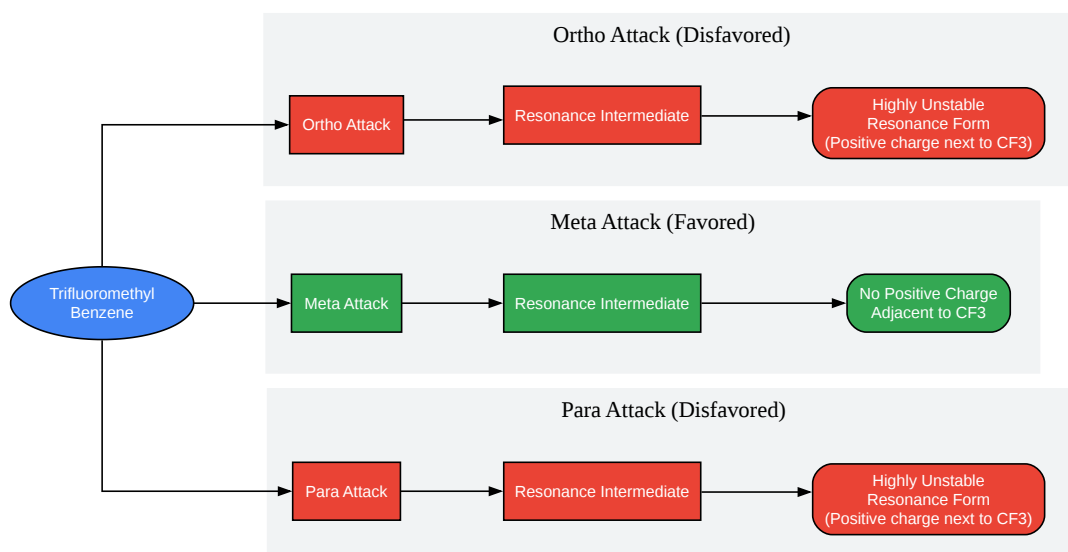 Ortho Attack (Disfavored)
Ortho Attack
Resonance Intermediate
Highly Unstable
Resonance Form
(Positive charge next to CF3)
Meta Attack (Favored)
Trifluoromethyl
Benzene
Meta Attack
Resonance Intermediate
No Positive Charge
Adjacent to CF3
Para Attack (Disfavored)
Para Attack
Resonance Intermediate
Highly Unstable
Resonance Form
(Positive charge next to CF3)